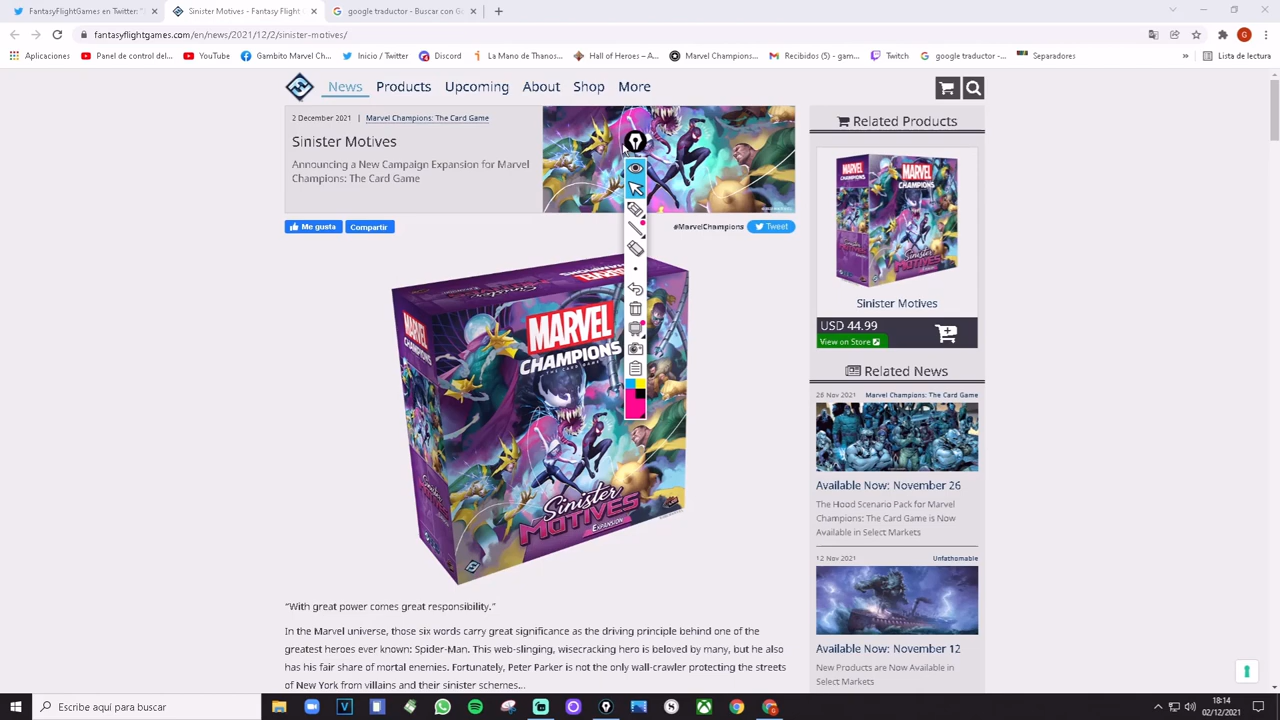 FantasyFlightGames en Twitter: "
Sinister Motives - Fantasy Flight
google traductor - Buscar con G
fantasyflightgames.com/en/news/2021/12/2/sinister-motives/
Aplicaciones
Panel de control del...
YouTube
Gambito Marvel Ch...
Inicio / Twitter
Discord
La Mano de Thanos...
Hall of Heroes – A...
Marvel Champions...
Recibidos (5) - gam...
Twitch
google traductor -...
Separadores
»
Lista de lectura
News
Products
Upcoming
About
Shop
More
2 December 2021 | Marvel Champions: The Card Game
Sinister Motives
Announcing a New Campaign Expansion for Marvel
Champions: The Card Game
Me gusta
Compartir
#MarvelChampions
Tweet
MARVEL
CHAMPIONS
THE CARD GAME
Sinister
MOTIVES
EXPANSION
"With great power comes great responsibility."
In the Marvel universe, those six words carry great significance as the driving principle behind one of the
greatest heroes ever known: Spider-Man. This web-slinging, wisecracking hero is beloved by many, but he also
has his fair share of mortal enemies. Fortunately, Peter Parker is not the only wall-crawler protecting the streets
of New York from villains and their sinister schemes...
Related Products
MARVEL
CHAMPIONS
Sinister
MOTIVES
Sinister Motives
USD 44.99
View on Store
Related News
26 Nov 2021
Marvel Champions: The Card Game
Available Now: November 26
The Hood Scenario Pack for Marvel
Champions: The Card Game is Now
Available in Select Markets
12 Nov 2021
Unfathomable
Available Now: November 12
New Products are Now Available in
Select Markets
Escribe aquí para buscar
18:14
02/12/2021